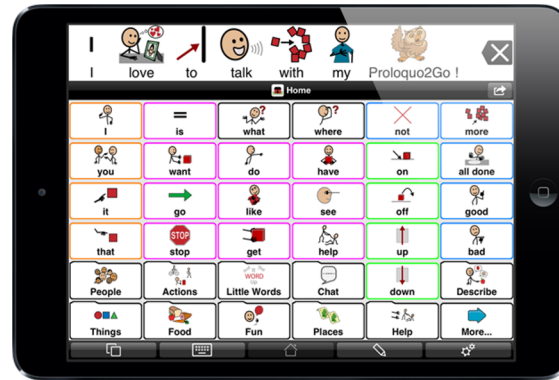 I love to talk with my Proloquo2Go !
Home
I is what where not more
you want do have on all done
it go like see off good
that STOP stop get help up bad
People Actions WORD Little Words Chat down Describe
Things Food Fun Places Help More...